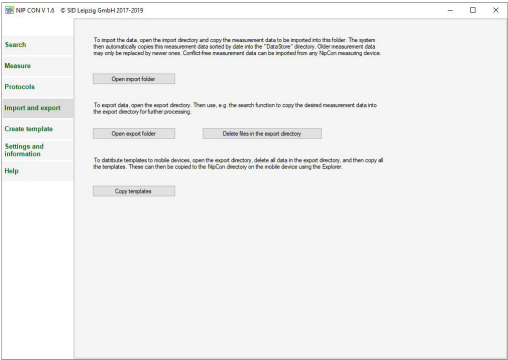 NIP CON V 1.6 © SID Leipzig GmbH 2017-2019
Search
Measure
Protocols
Import and export
Create template
Settings and
information
Help
To import the data, open the import directory and copy the measurement data to be imported into this folder. The system
then automatically copies this measurement data sorted by date into the "DataStore" directory. Older measurement data
may only be replaced by newer ones. Conflict-free measurement data can be imported from any NipCon measuring device.
Open import folder
To export data, open the export directory. Then use, e.g. the search function to copy the desired measurement data into
the export directory for further processing.
Open export folder
Delete files in the export directory
To distribute templates to mobile devices, open the export directory, delete all data in the export directory, and then copy all
the templates. These can then be copied to the NipCon directory on the mobile device using the Explorer.
Copy templates